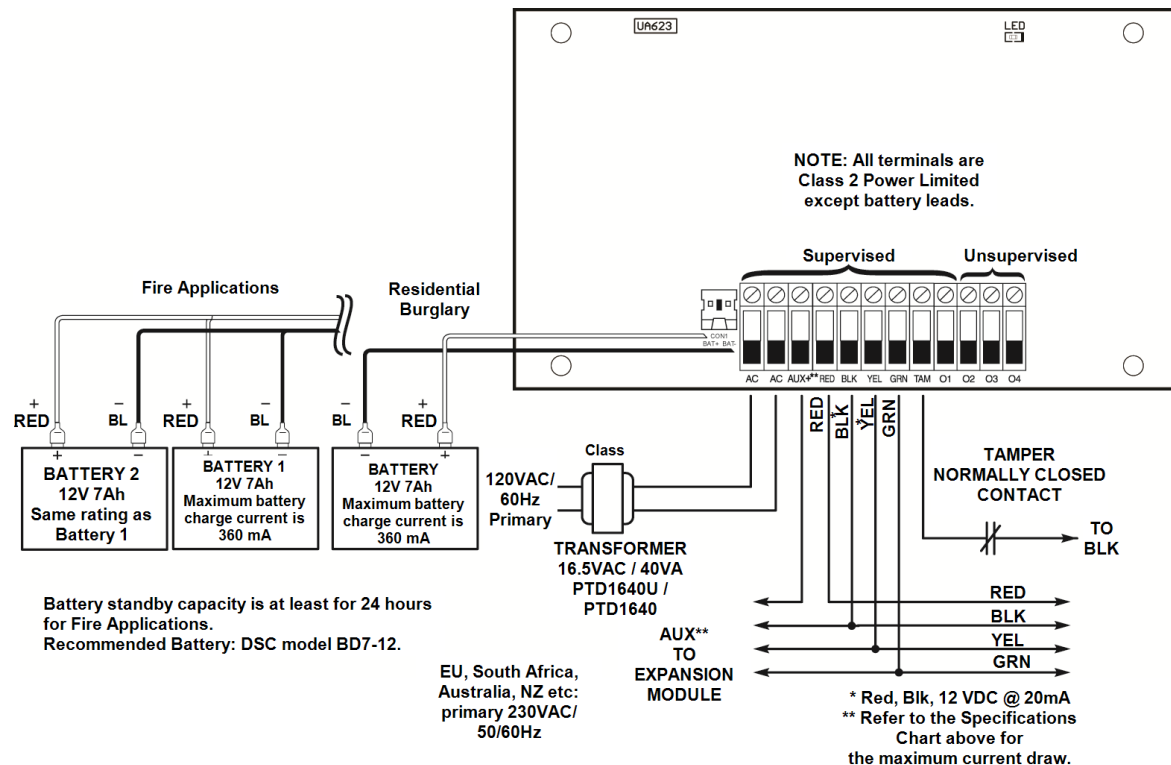 UA623
LED
NOTE: All terminals are
Class 2 Power Limited
except battery leads.
Supervised
Unsupervised
Fire Applications
Residential
Burglary
CON1
BAT+ BAT-
AC AC AUX+** RED BLK YEL GRN TAM O1 O2 O3 O4
+ RED
– BL
+ RED
– BL
– BL
+ RED
+ –
+ –
– +
BATTERY 2
12V 7Ah
Same rating as
Battery 1
BATTERY 1
12V 7Ah
Maximum battery
charge current is
360 mA
BATTERY
12V 7Ah
Maximum battery
charge current is
360 mA
RED
BLK*
YEL*
GRN
Class
120VAC/
60Hz
Primary
TRANSFORMER
16.5VAC / 40VA
PTD1640U /
PTD1640
TAMPER
NORMALLY CLOSED
CONTACT
TO
BLK
RED
BLK
YEL
GRN
AUX**
TO
EXPANSION
MODULE
Battery standby capacity is at least for 24 hours
for Fire Applications.
Recommended Battery: DSC model BD7-12.
EU, South Africa,
Australia, NZ etc:
primary 230VAC/
50/60Hz
* Red, Blk, 12 VDC @ 20mA
** Refer to the Specifications
Chart above for
the maximum current draw.